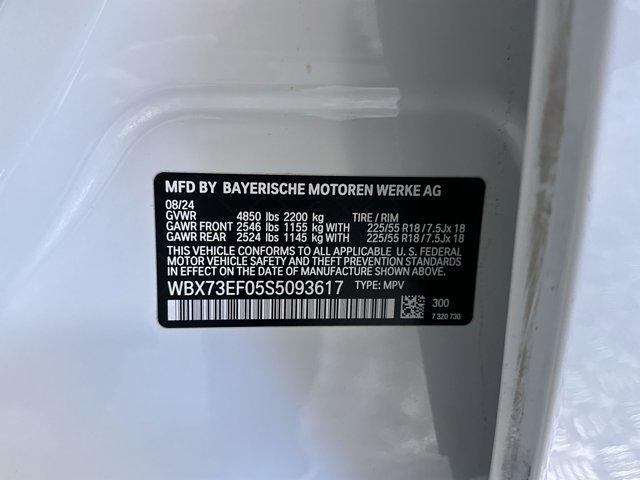 MFD BY BAYERISCHE MOTOREN WERKE AG
08/24
GVWR 4850 lbs 2200 kg TIRE / RIM
GAWR FRONT 2546 lbs 1155 kg WITH 225/55 R18 / 7.5Jx 18
GAWR REAR 2524 lbs 1145 kg WITH 225/55 R18 / 7.5Jx 18
THIS VEHICLE CONFORMS TO ALL APPLICABLE U.S. FEDERAL
MOTOR VEHICLE SAFETY AND THEFT PREVENTION STANDARDS
IN EFFECT ON THE DATE OF MANUFACTURE SHOWN ABOVE.
WBX73EF05S5093617 TYPE: MPV
300
7 320 730